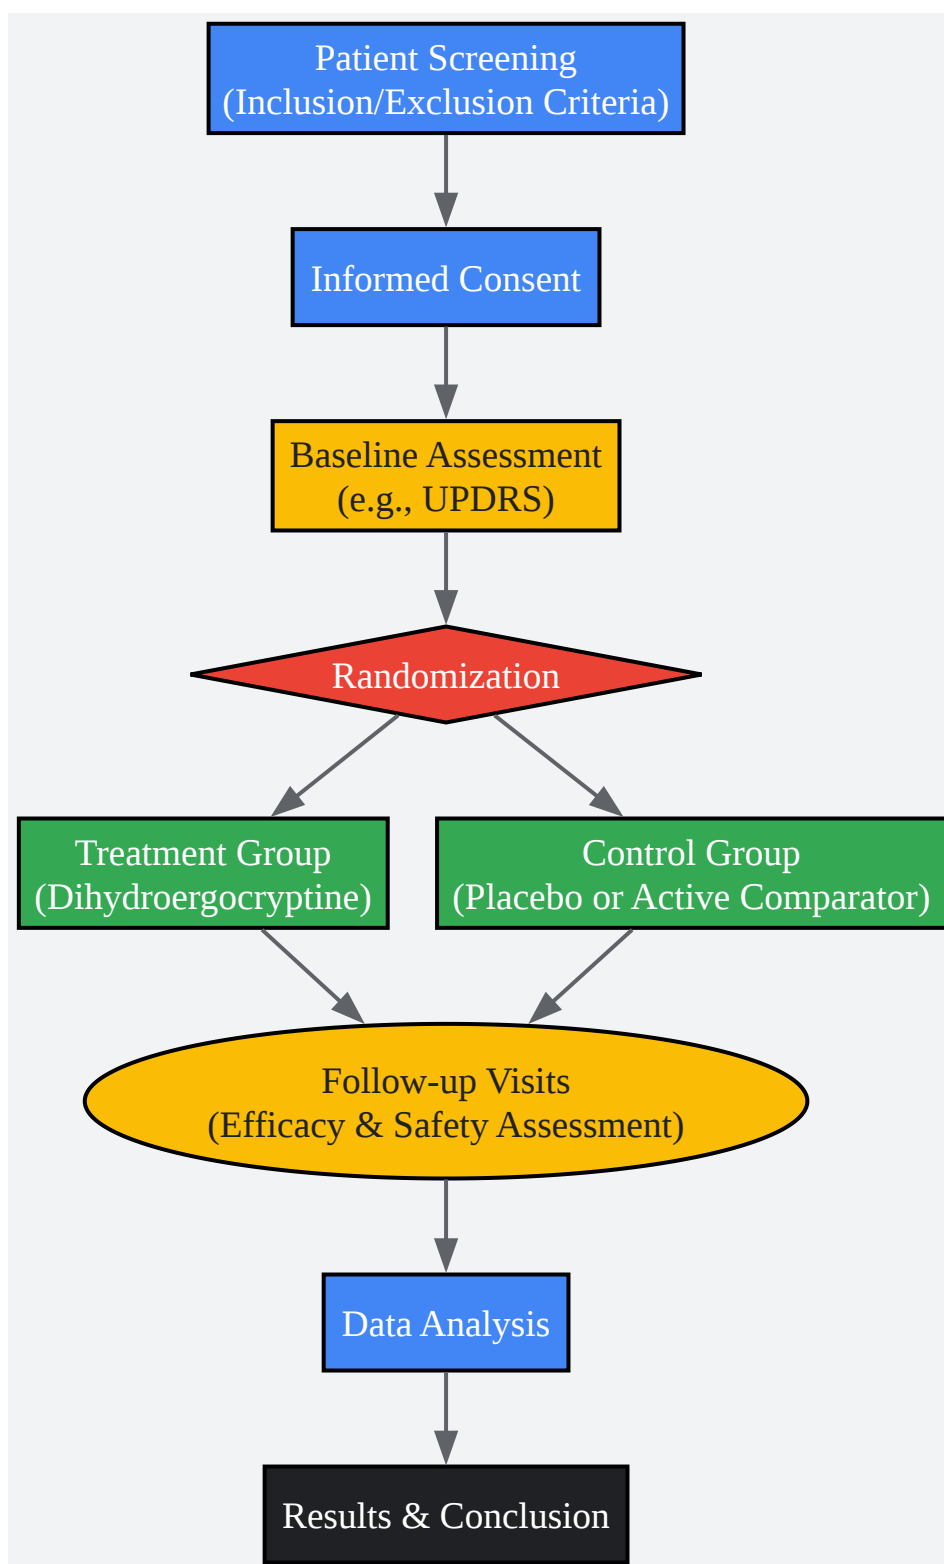 Patient Screening
(Inclusion/Exclusion Criteria)
Informed Consent
Baseline Assessment
(e.g., UPDRS)
Randomization
Treatment Group
(Dihydroergocryptine)
Control Group
(Placebo or Active Comparator)
Follow-up Visits
(Efficacy & Safety Assessment)
Data Analysis
Results & Conclusion